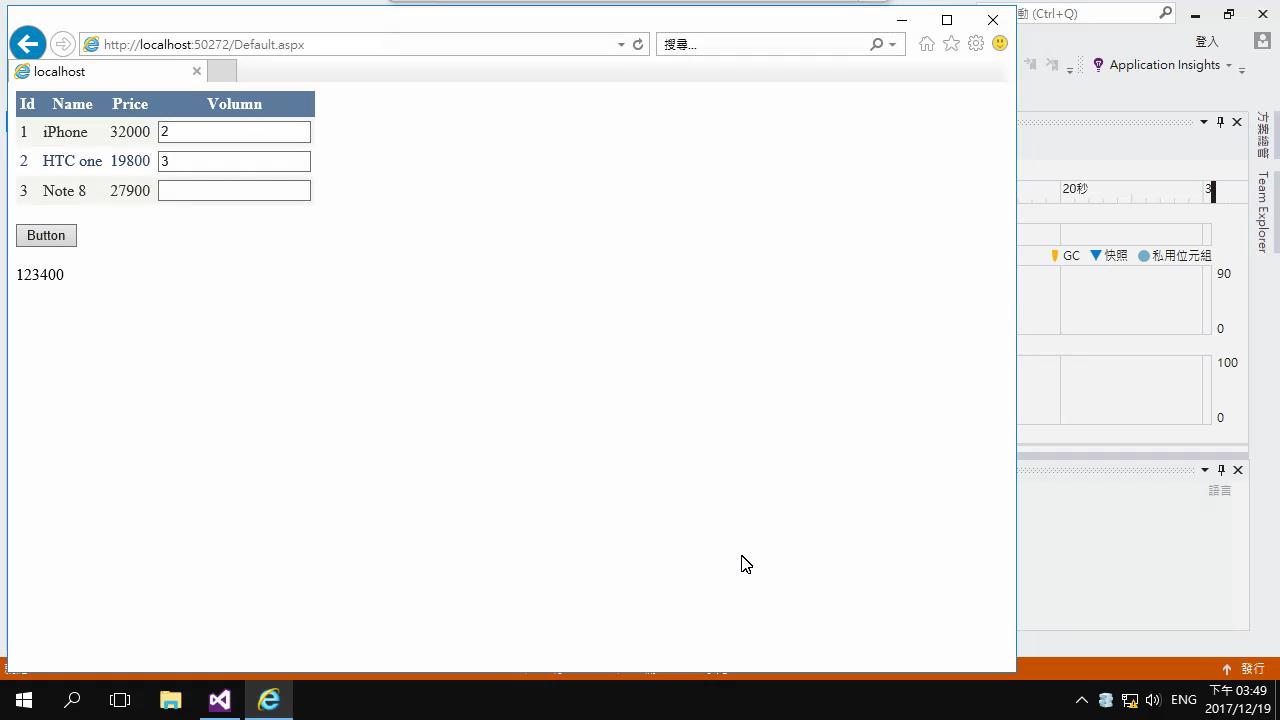 動 (Ctrl+Q)
http://localhost:50272/Default.aspx
搜尋...
登入
localhost
Application Insights
Id Name Price Volumn
1 iPhone 32000 2
2 HTC one 19800 3
3 Note 8 27900
Button
123400
方案總管
Team Explorer
20秒
3
GC 快照 私用位元組
90
0
100
0
語言
發行
ENG
下午 03:49
2017/12/19